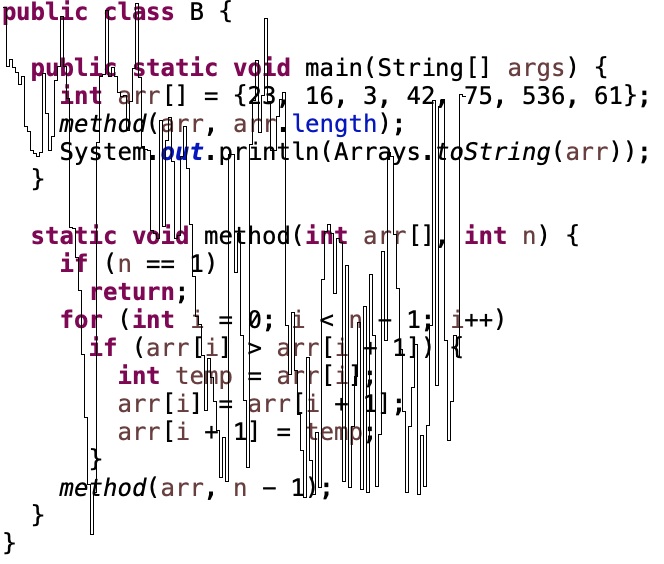 public class B {
public static void main(String[] args) {
int arr[] = {23, 16, 3, 42, 75, 536, 61};
method(arr, arr.length);
System.out.println(Arrays.toString(arr));
}
static void method(int arr[], int n) {
if (n == 1)
return;
for (int i = 0; i < n - 1; i++)
if (arr[i] > arr[i + 1]) {
int temp = arr[i];
arr[i] = arr[i + 1];
arr[i + 1] = temp;
}
method(arr, n - 1);
}
}